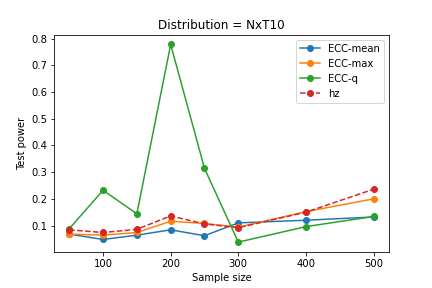 Distribution = NxT10
ECC-mean
ECC-max
ECC-q
hz
Test power
0.8
0.7
0.6
0.5
0.4
0.3
0.2
0.1
100 200 300 400 500
Sample size